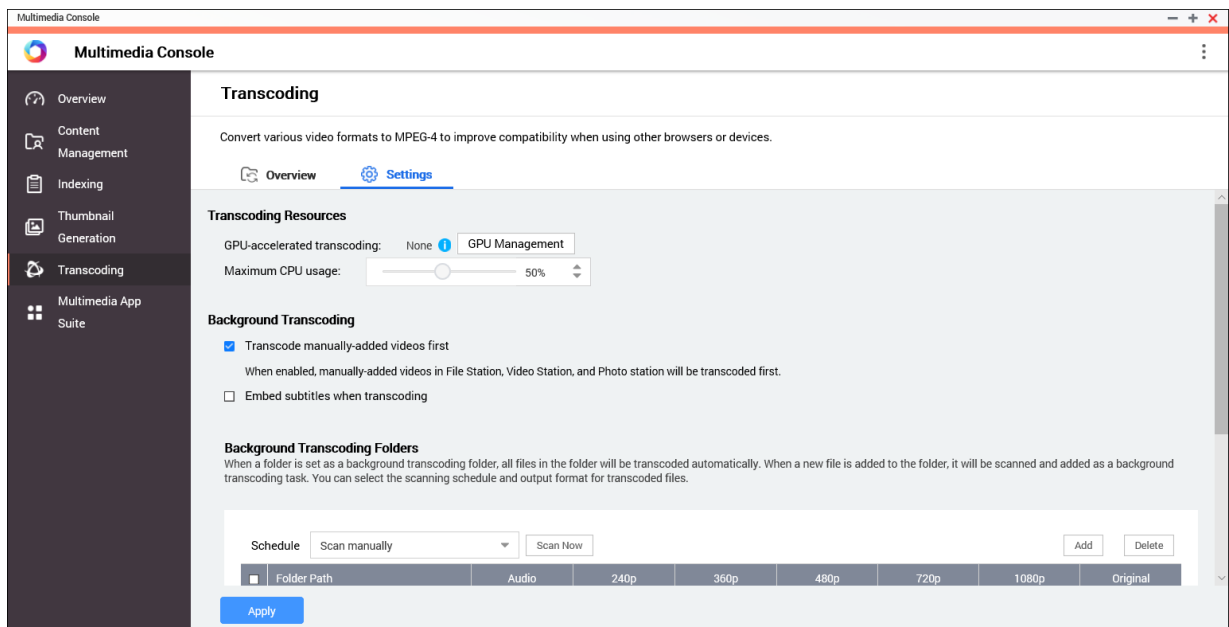 Multimedia Console
Multimedia Console
Overview
Content
Management
Indexing
Thumbnail
Generation
Transcoding
Multimedia App
Suite
Transcoding
Convert various video formats to MPEG-4 to improve compatibility when using other browsers or devices.
Overview
Settings
Transcoding Resources
GPU-accelerated transcoding: None i GPU Management
Maximum CPU usage: 50%
Background Transcoding
Transcode manually-added videos first
When enabled, manually-added videos in File Station, Video Station, and Photo station will be transcoded first.
Embed subtitles when transcoding
Background Transcoding Folders
When a folder is set as a background transcoding folder, all files in the folder will be transcoded automatically. When a new file is added to the folder, it will be scanned and added as a background
transcoding task. You can select the scanning schedule and output format for transcoded files.
Schedule Scan manually Scan Now Add Delete
Folder Path Audio 240p 360p 480p 720p 1080p Original
Apply